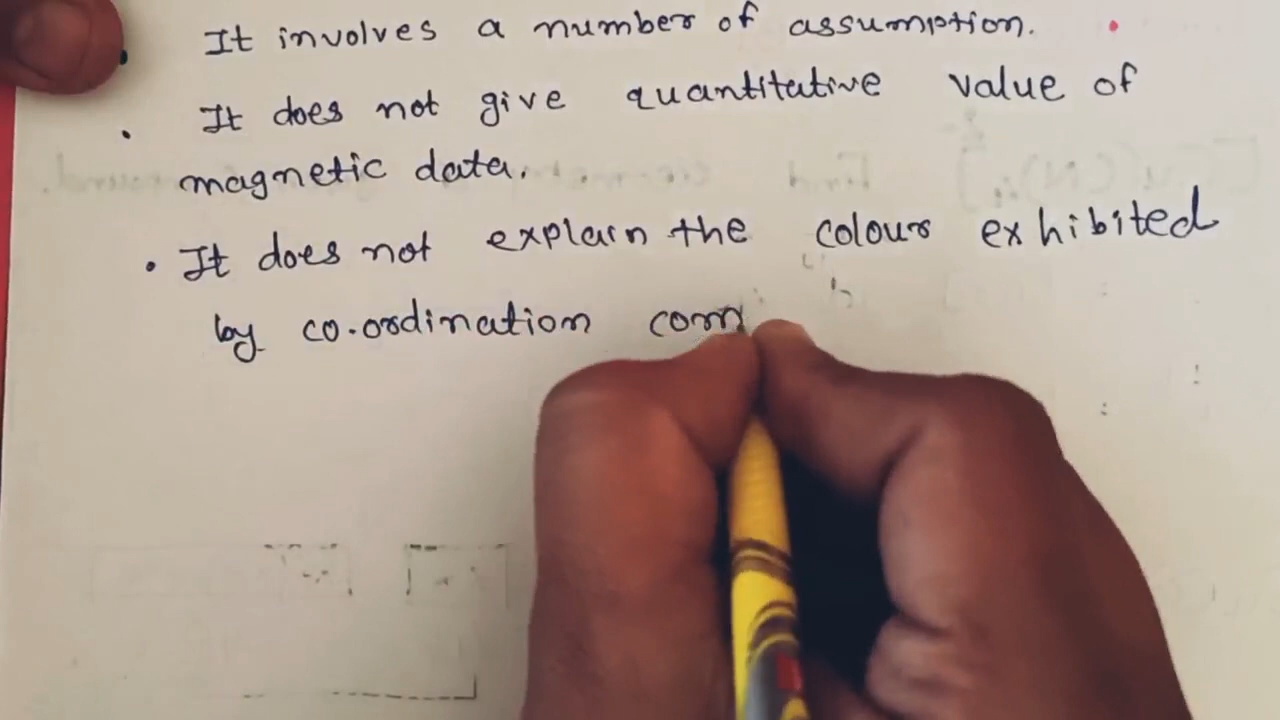 • It involves a number of assumption.
• It does not give quantitative value of
magnetic data.
• It does not explain the colour exhibited
by co-ordination com